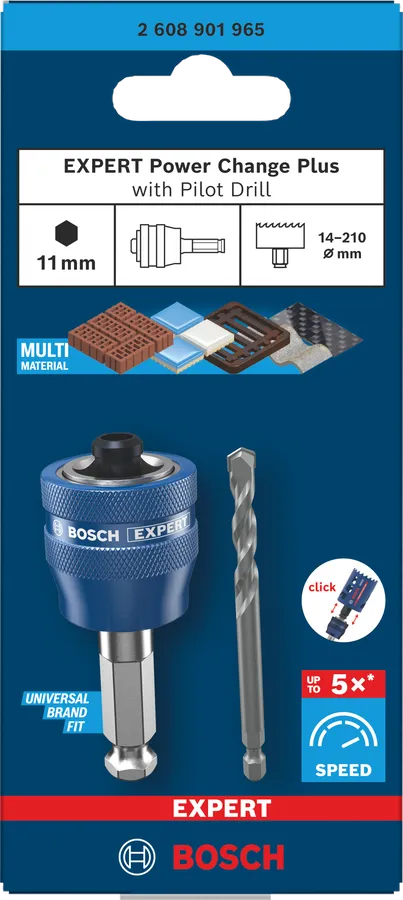 2 608 901 965
EXPERT Power Change Plus
with Pilot Drill
11 mm
14–210
Ø mm
MULTI
MATERIAL
BOSCH EXPERT
click
UP TO 5×*
UNIVERSAL
BRAND
FIT
SPEED
EXPERT
BOSCH